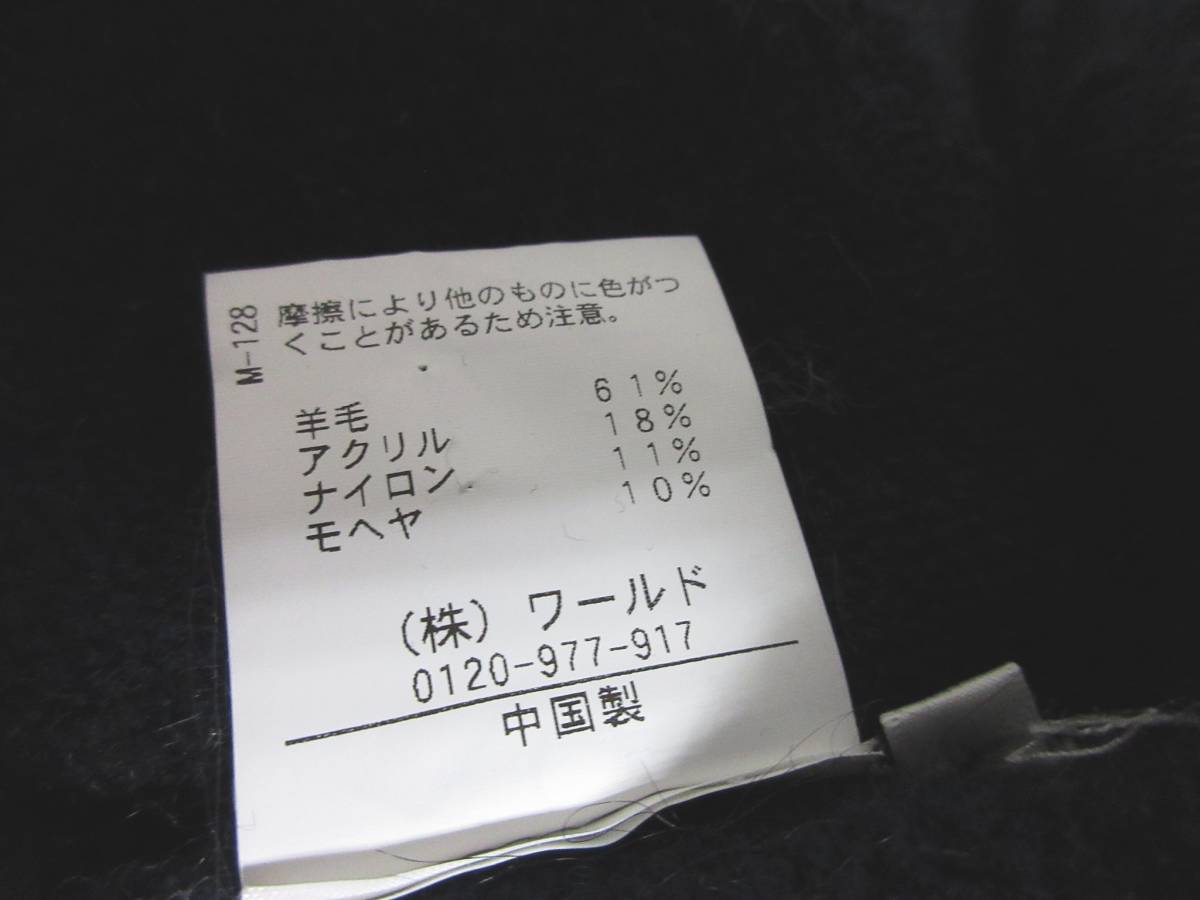 M-128
摩擦により他のものに色がつ
くことがあるため注意。
羊毛 61%
アクリル 18%
ナイロン 11%
モヘヤ 10%
(株) ワールド
0120-977-917
中国製